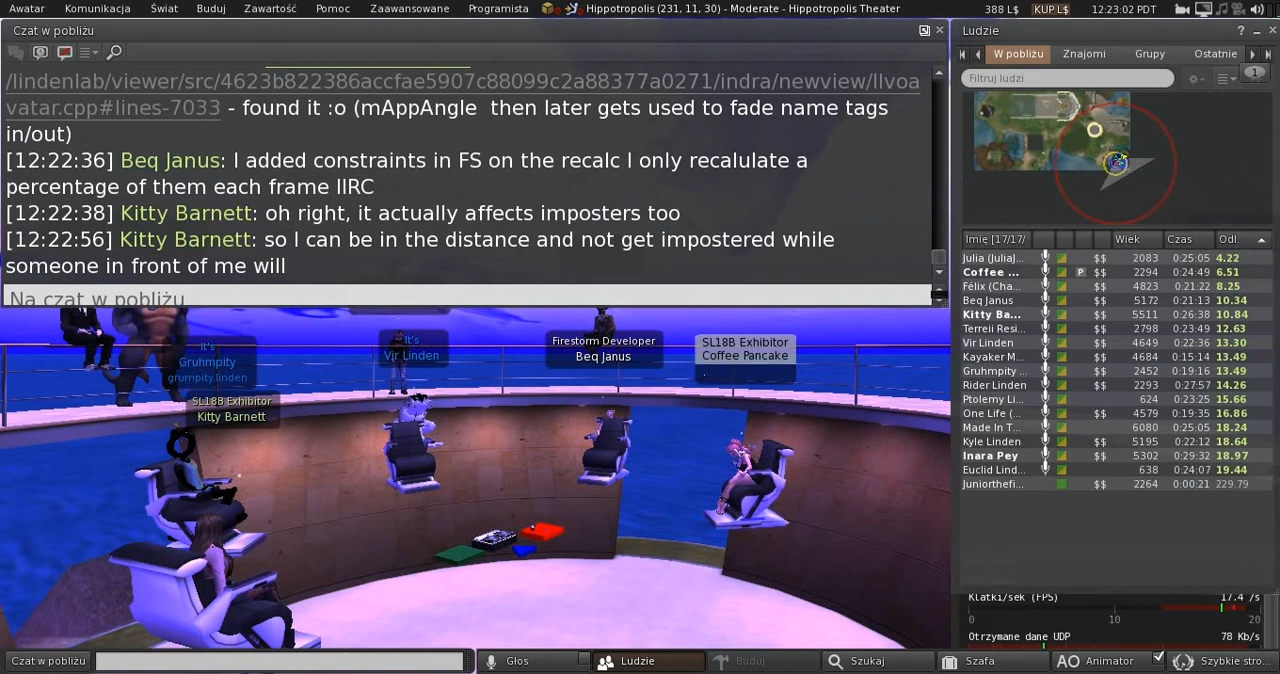 Awatar Komunikacja Świat Buduj Zawartość Pomoc Zaawansowane Programista Hippotropolis (231, 11, 30) - Moderate - Hippotropolis Theater 388 L$ KUP L$ 12:23:02 PDT
Czat w pobliżu
/lindenlab/viewer/src/4623b822386accfae5907c88099c2a88377a0271/indra/newview/llvoa
vatar.cpp#lines-7033 - found it :o (mAppAngle then later gets used to fade name tags
in/out)
[12:22:36] Beq Janus: I added constraints in FS on the recalc I only recalulate a
percentage of them each frame IIRC
[12:22:38] Kitty Barnett: oh right, it actually affects imposters too
[12:22:56] Kitty Barnett: so I can be in the distance and not get impostered while
someone in front of me will
Na czat w pobliżu
It's
Gruhmpity
grumpity.linden
SL18B Exhibitor
Kitty Barnett
It's
Vir Linden
Firestorm Developer
Beq Janus
SL18B Exhibitor
Coffee Pancake
Ludzie
W pobliżu Znajomi Grupy Ostatnie
1
Filtruj ludzi
Imię [17/17/ Wiek Czas Odl.
Julia (JuliaJ... $$ 2083 0:25:05 4.22
Coffee ... P $$ 2294 0:24:49 6.51
Félix (Cha... $$ 4823 0:21:22 8.25
Beq Janus $$ 5172 0:21:13 10.34
Kitty Ba... $$ 5511 0:26:38 10.84
Terreii Resi... $$ 2798 0:23:49 12.63
Vir Linden $$ 4649 0:22:36 13.30
Kayaker M... $$ 4684 0:15:14 13.49
Gruhmpity ... $$ 2452 0:19:16 13.49
Rider Linden $$ 2293 0:27:57 14.26
Ptolemy Li... 624 0:23:25 15.66
One Life (... $$ 4579 0:19:35 16.86
Made In T... 6080 0:25:05 18.24
Kyle Linden $$ 5195 0:22:12 18.64
Inara Pey $$ 5302 0:29:32 18.97
Euclid Lind... 638 0:24:07 19.44
Juniorthefi... $$ 2264 0:00:21 229.79
Klatki/sek (FPS) 17.4 /s
0 10 20
Otrzymane dane UDP 78 Kb/s
Czat w pobliżu Głos Ludzie Buduj Szukaj Szafa AO Animator Szybkie stro...